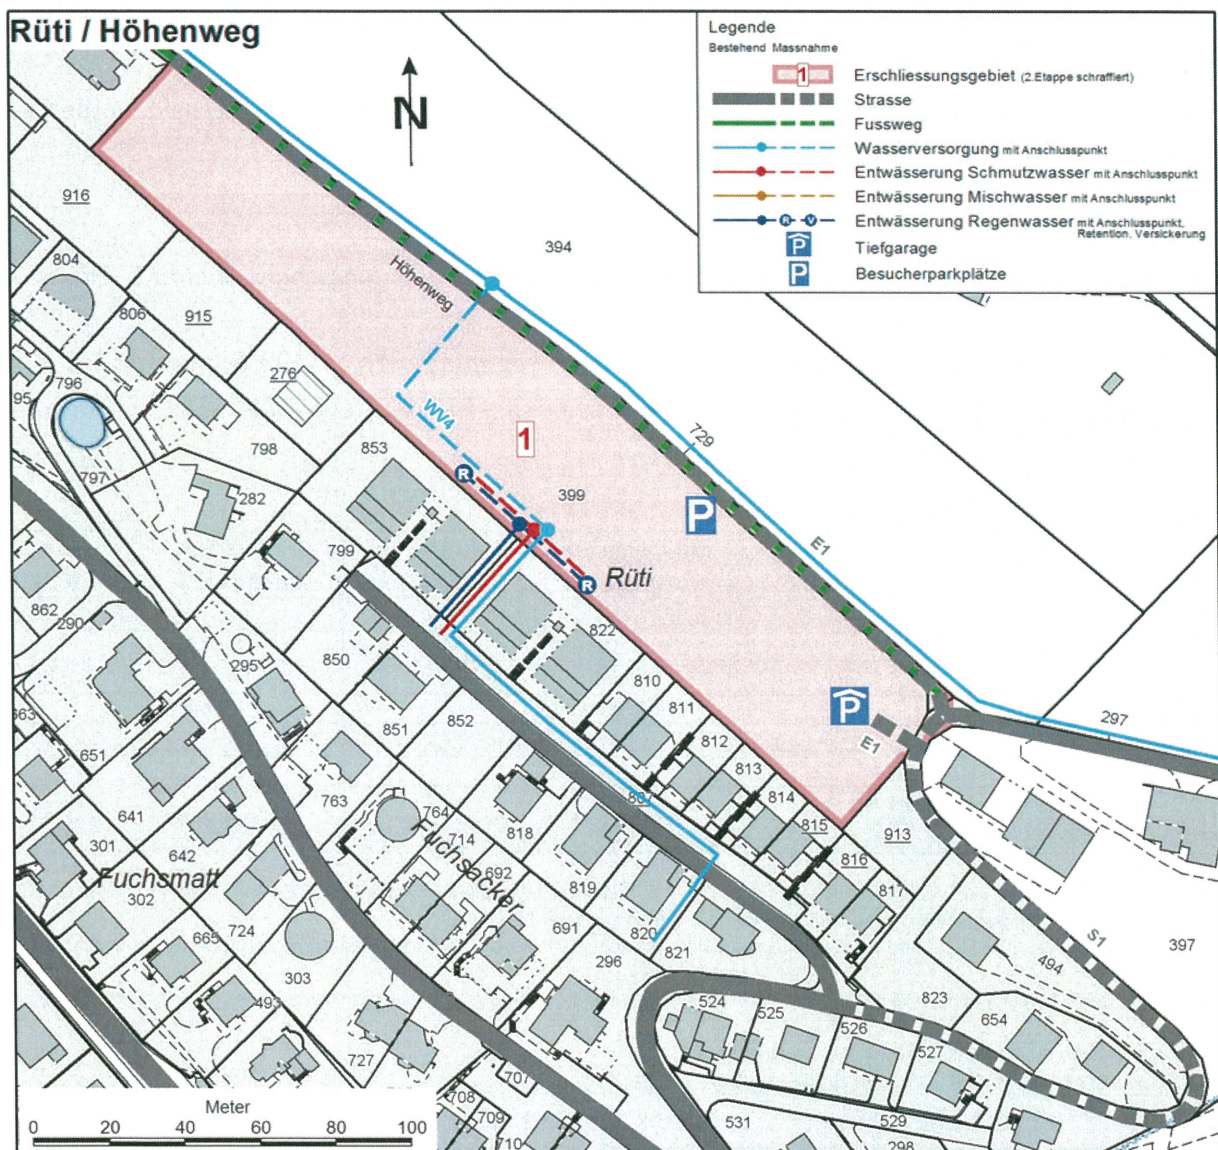 Rüti / Höhenweg
Legende
Bestehend Massnahme
1 Erschliessungsgebiet (2.Etappe schraffiert)
Strasse
Fussweg
Wasserversorgung mit Anschlusspunkt
Entwässerung Schmutzwasser mit Anschlusspunkt
Entwässerung Mischwasser mit Anschlusspunkt
R V Entwässerung Regenwasser mit Anschlusspunkt,
Retention, Versickerung
P Tiefgarage
P Besucherparkplätze
N
916
394
804
Höhenweg
806
915
276
796
95
WV4
1
729
853
798
797
R
282
399
P
E1
799
862
R
Rüti
290
822
850
295
810
663
851
852
811
P
297
E1
651
812
813
763
807
814
641
764
815
913
301
642
714
818
816
Fuchsacker
692
Fuchsmatt
819
817
302
724
691
820
S1
665
821
397
303
296
494
493
524
823
525
654
526
527
727
707
708
709
710
531
529
298
Meter
0 20 40 60 80 100